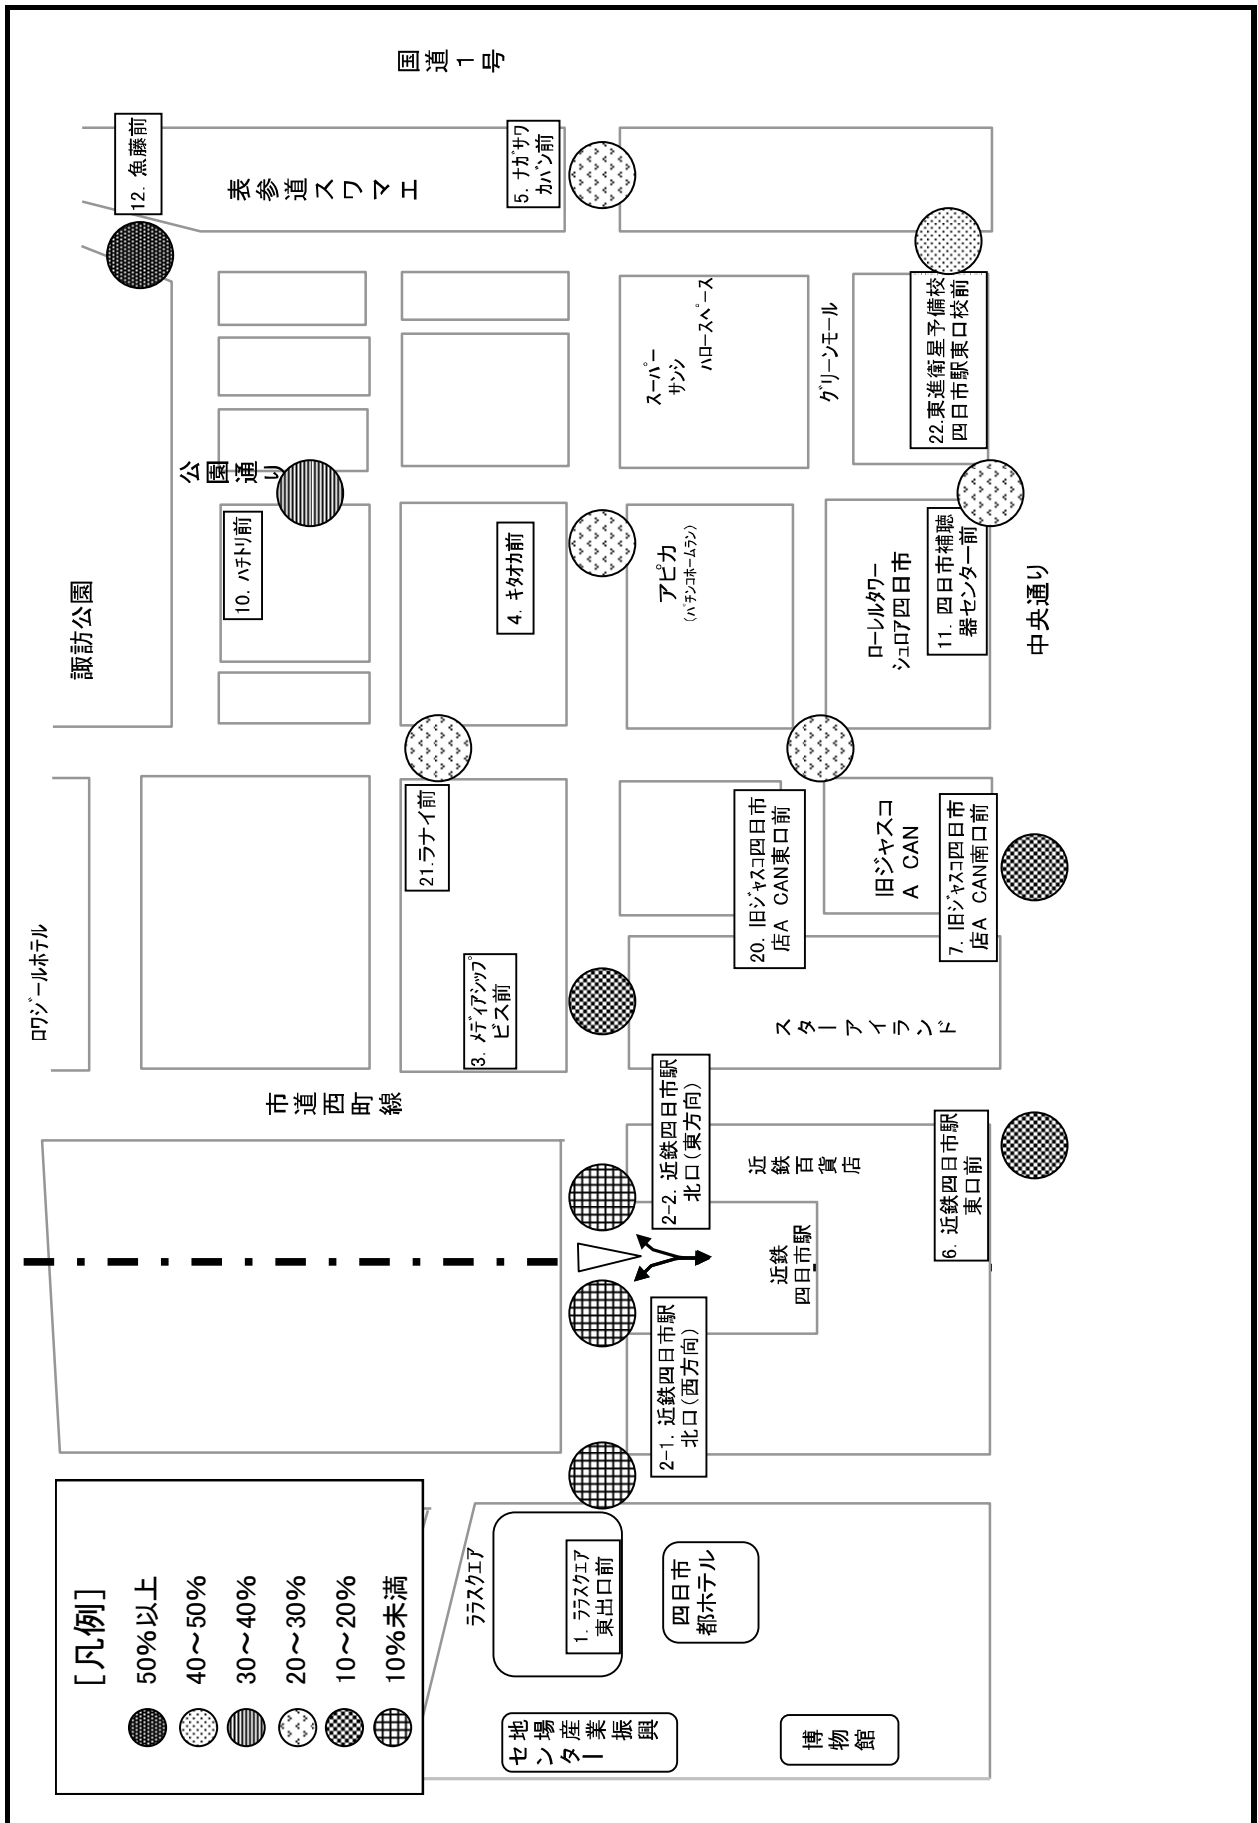 国道１号
12. 魚藤前
表参道スワマエ
5. ナガサワ
カバン前
22.東進衛星予備校
四日市駅東口校前
スーパー
サンシ
ハロースペース
グリーンモール
公園通り
10. ハチドリ前
諏訪公園
4. キタオカ前
アピカ
(パチンコホームラン)
ローレルタワー
シュロア四日市
11. 四日市補聴
器センター前
中央通り
21.ラナイ前
20. 旧ジャスコ四日市
店A CAN東口前
旧ジャスコ
A CAN
7. 旧ジャスコ四日市
店A CAN南口前
ロワジールホテル
3. メディアシップ
ビス前
スターアイランド
市道西町線
2-2. 近鉄四日市駅
北口(東方向)
近鉄百貨店
6. 近鉄四日市駅
東口前
近鉄
四日市駅
2-1. 近鉄四日市駅
北口(西方向)
ララスクエア
1. ララスクエア
東出口前
四日市
都ホテル
地場産業振興
センター
博物館
[凡例]
50%以上
40～50%
30～40%
20～30%
10～20%
10%未満